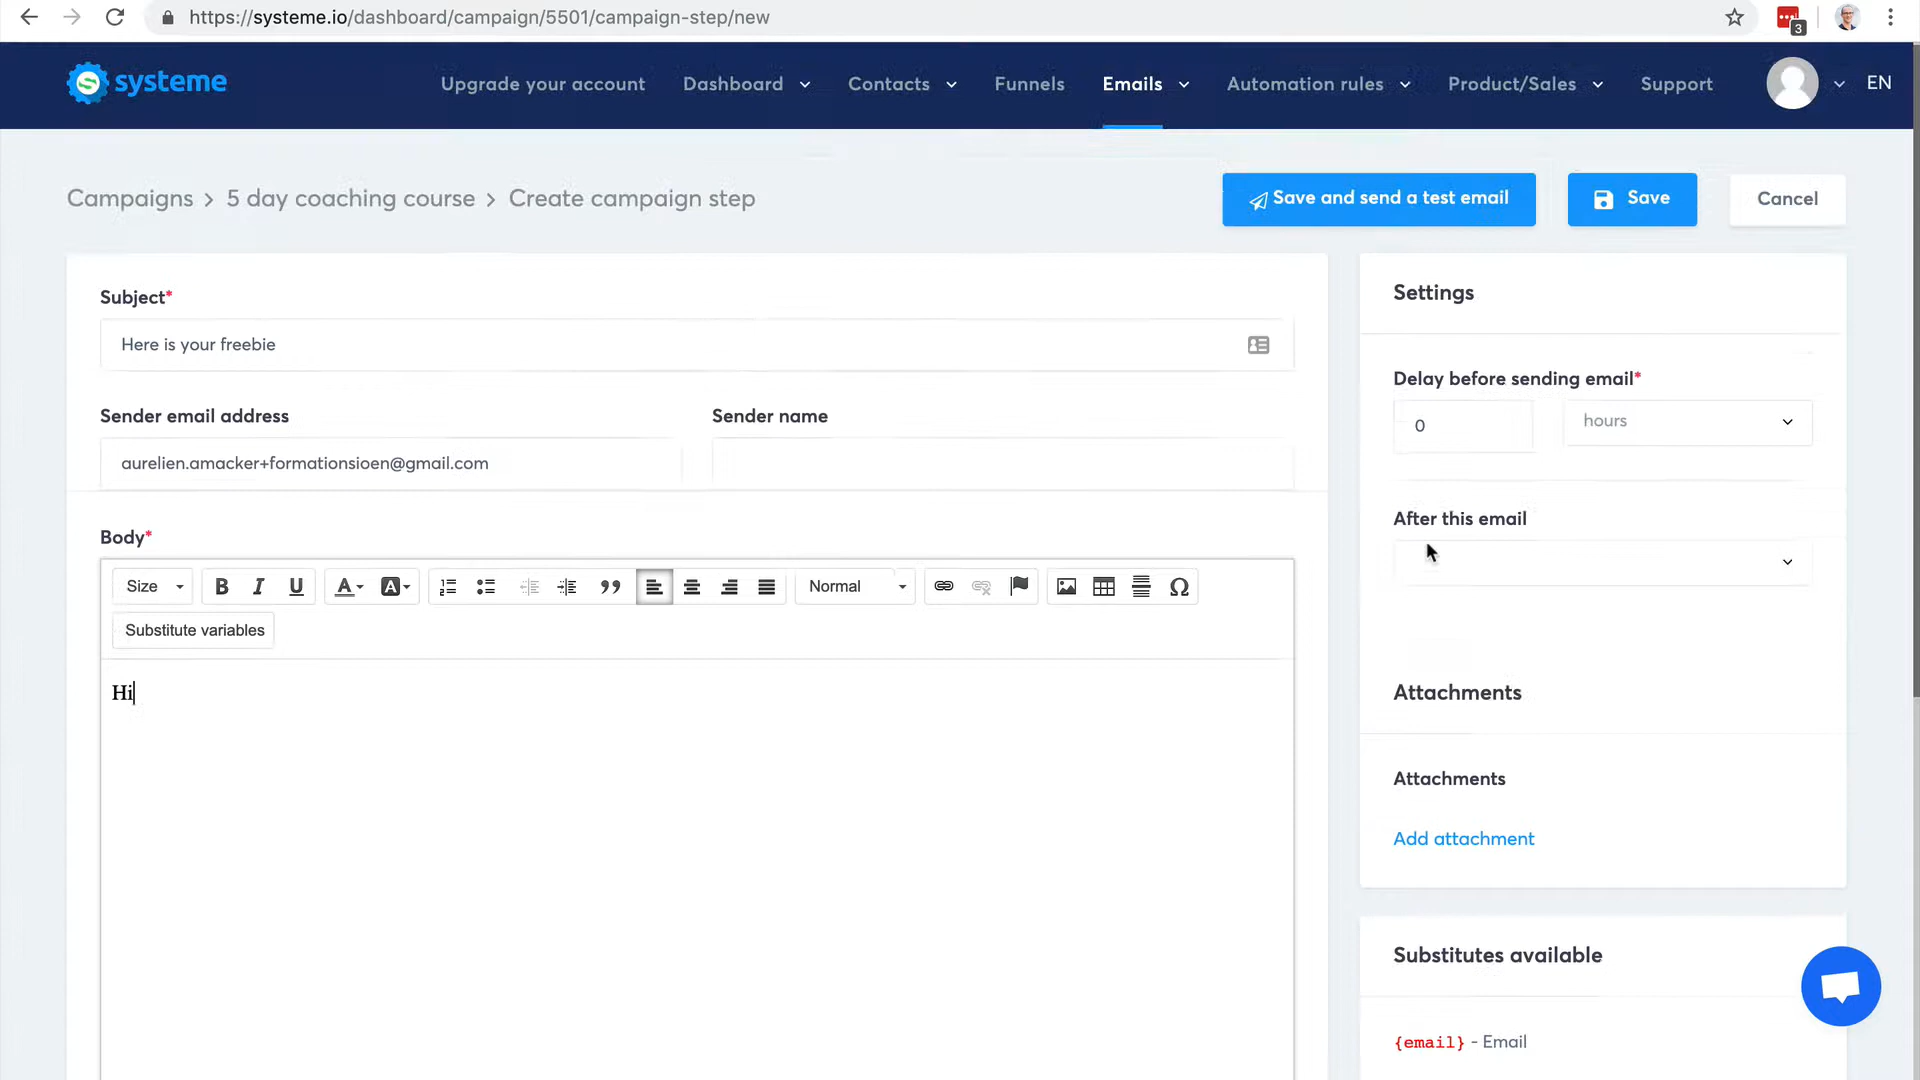 https://systeme.io/dashboard/campaign/5501/campaign-step/new
3
systeme
Upgrade your account
Dashboard
Contacts
Funnels
Emails
Automation rules
Product/Sales
Support
EN
Campaigns > 5 day coaching course > Create campaign step
Save and send a test email
Save
Cancel
Subject*
Here is your freebie
Sender email address
Sender name
aurelien.amacker+formationsioen@gmail.com
Body*
Size
B I U
A
A
Normal
Ω
Substitute variables
Hi
Settings
Delay before sending email*
0
hours
After this email
Attachments
Attachments
Add attachment
Substitutes available
{email} - Email